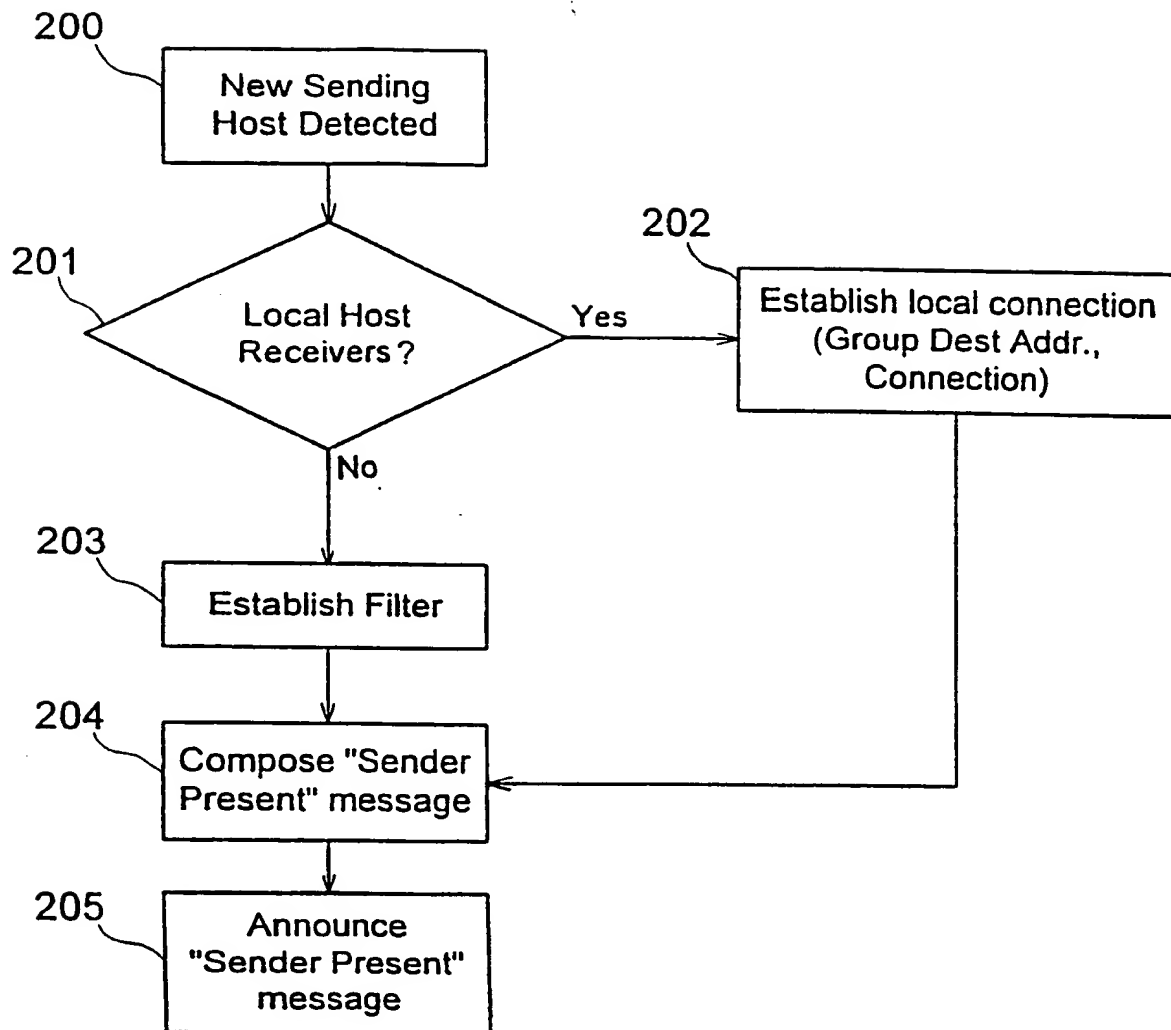 200
New Sending
Host Detected
201
Local Host
Receivers?
Yes
202
Establish local connection
(Group Dest Addr.,
Connection)
No
203
Establish Filter
204
Compose "Sender
Present" message
205
Announce
"Sender Present"
message